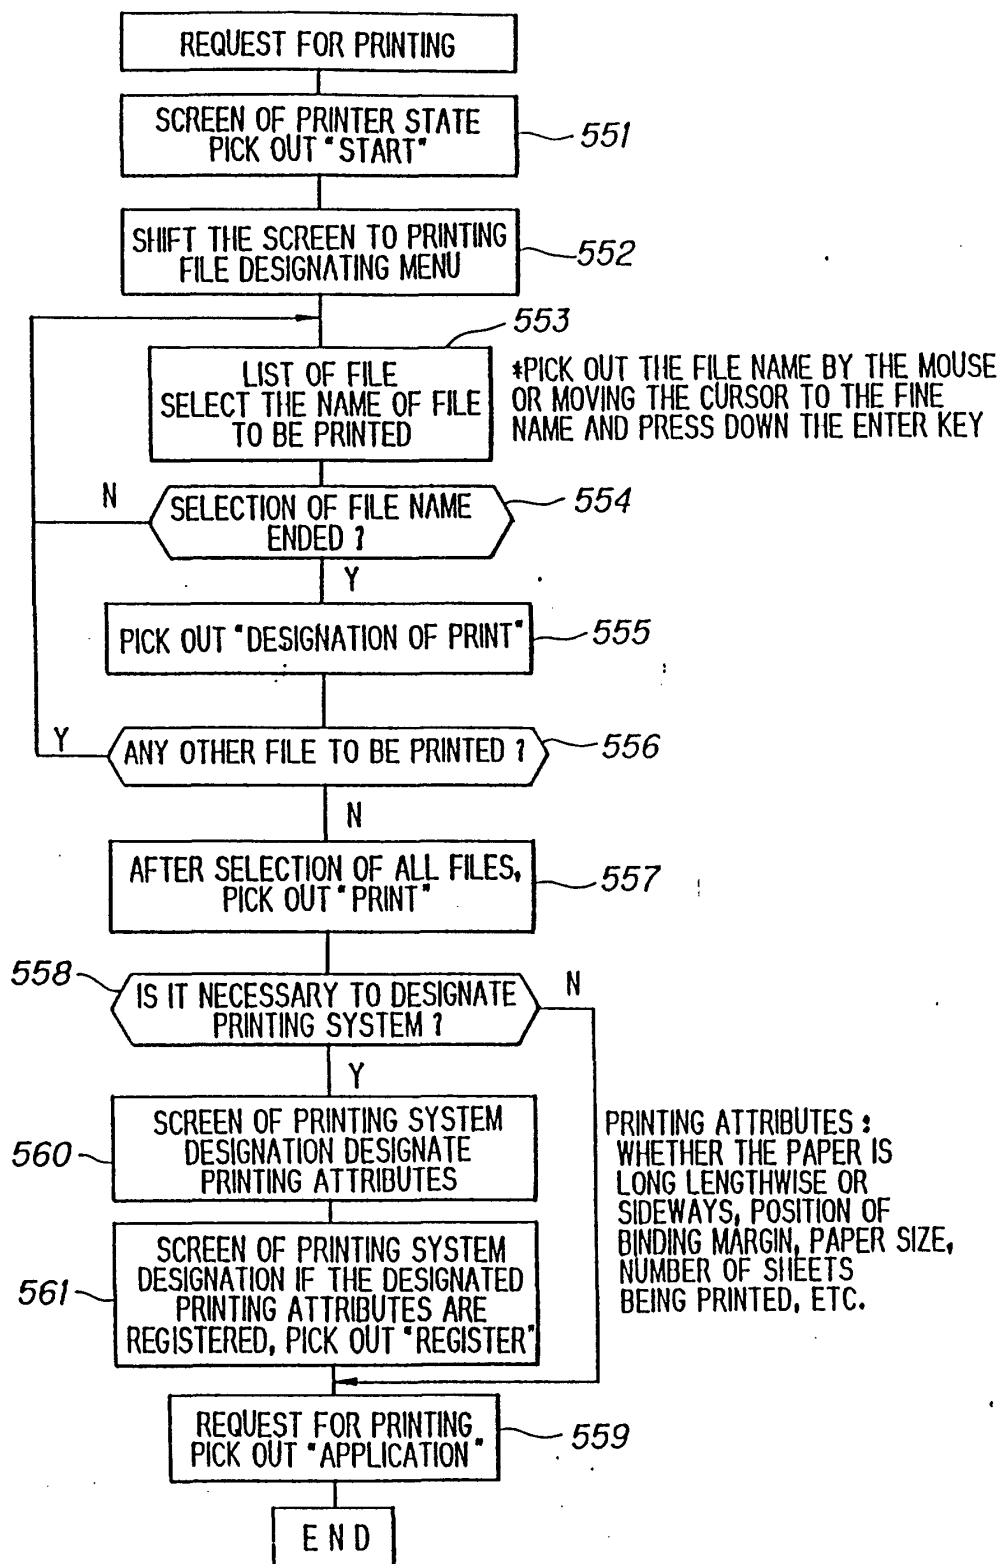 REQUEST FOR PRINTING
SCREEN OF PRINTER STATE
PICK OUT "START"
551
SHIFT THE SCREEN TO PRINTING
FILE DESIGNATING MENU
552
553
LIST OF FILE
SELECT THE NAME OF FILE
TO BE PRINTED
*PICK OUT THE FILE NAME BY THE MOUSE
OR MOVING THE CURSOR TO THE FINE
NAME AND PRESS DOWN THE ENTER KEY
N
SELECTION OF FILE NAME
ENDED ?
554
Y
PICK OUT "DESIGNATION OF PRINT"
555
Y
ANY OTHER FILE TO BE PRINTED ?
556
N
AFTER SELECTION OF ALL FILES,
PICK OUT "PRINT"
557
558
IS IT NECESSARY TO DESIGNATE
PRINTING SYSTEM ?
N
Y
SCREEN OF PRINTING SYSTEM
DESIGNATION DESIGNATE
PRINTING ATTRIBUTES
560
PRINTING ATTRIBUTES :
WHETHER THE PAPER IS
LONG LENGTHWISE OR
SIDEWAYS, POSITION OF
BINDING MARGIN, PAPER SIZE,
NUMBER OF SHEETS
BEING PRINTED, ETC.
SCREEN OF PRINTING SYSTEM
DESIGNATION IF THE DESIGNATED
PRINTING ATTRIBUTES ARE
REGISTERED, PICK OUT "REGISTER"
561
REQUEST FOR PRINTING
PICK OUT "APPLICATION"
559
END